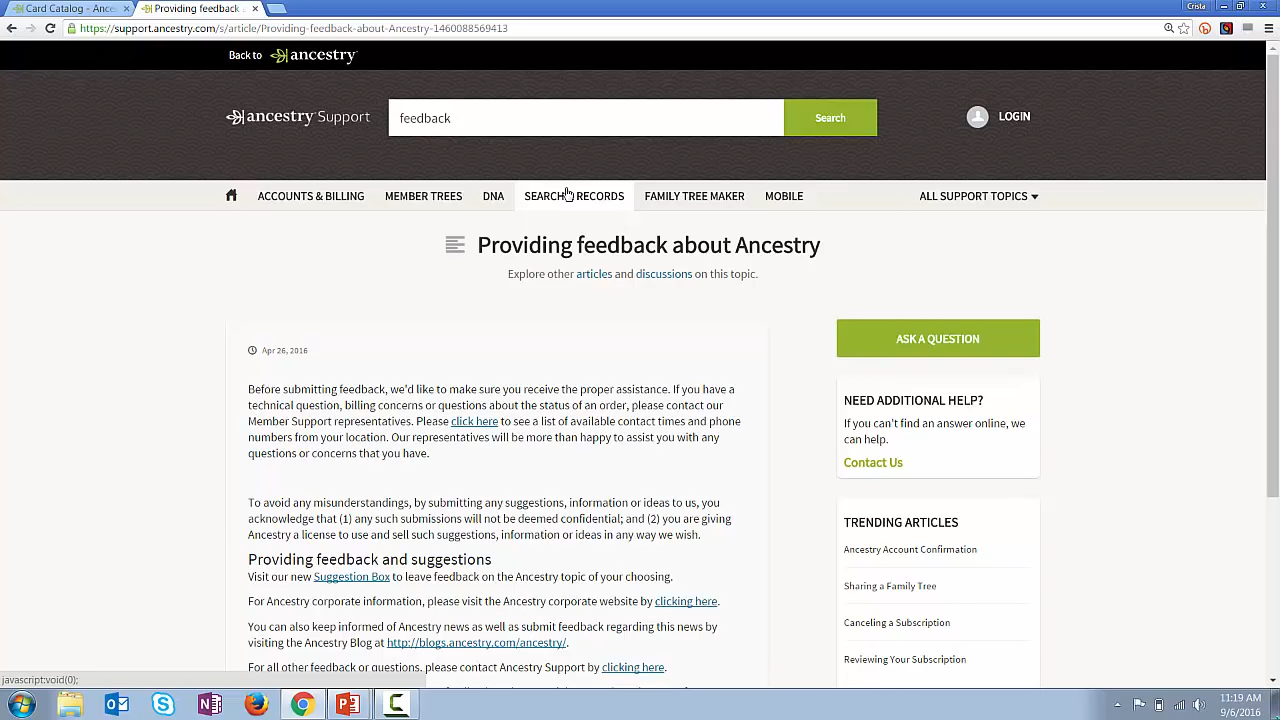 Card Catalog - Ances
Providing feedback
Crista
https://support.ancestry.com/s/article/Providing-feedback-about-Ancestry-1460088569413
Back to ancestry
ancestry Support
feedback
Search
LOGIN
ACCOUNTS & BILLING
MEMBER TREES
DNA
SEARCH RECORDS
FAMILY TREE MAKER
MOBILE
ALL SUPPORT TOPICS
Providing feedback about Ancestry
Explore other articles and discussions on this topic.
Apr 26, 2016
Before submitting feedback, we'd like to make sure you receive the proper assistance. If you have a
technical question, billing concerns or questions about the status of an order, please contact our
Member Support representatives. Please click here to see a list of available contact times and phone
numbers from your location. Our representatives will be more than happy to assist you with any
questions or concerns that you have.
To avoid any misunderstandings, by submitting any suggestions, information or ideas to us, you
acknowledge that (1) any such submissions will not be deemed confidential; and (2) you are giving
Ancestry a license to use and sell such suggestions, information or ideas in any way we wish.
Providing feedback and suggestions
Visit our new Suggestion Box to leave feedback on the Ancestry topic of your choosing.
For Ancestry corporate information, please visit the Ancestry corporate website by clicking here.
You can also keep informed of Ancestry news as well as submit feedback regarding this news by
visiting the Ancestry Blog at http://blogs.ancestry.com/ancestry/.
For all other feedback or questions, please contact Ancestry Support by clicking here.
ASK A QUESTION
NEED ADDITIONAL HELP?
If you can't find an answer online, we
can help.
Contact Us
TRENDING ARTICLES
Ancestry Account Confirmation
Sharing a Family Tree
Canceling a Subscription
Reviewing Your Subscription
javascript:void(0);
11:19 AM
9/6/2016